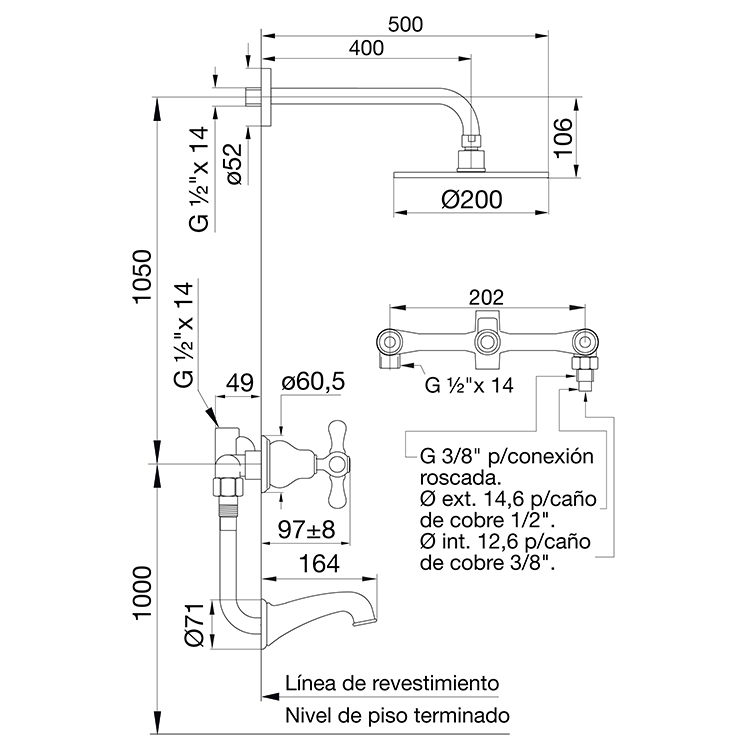 500
400
G ½"x 14
ø52
106
Ø200
1050
202
G ½"x 14
49
ø60,5
G ½"x 14
G 3/8" p/conexión
roscada.
Ø ext. 14,6 p/caño
de cobre 1/2".
Ø int. 12,6 p/caño
de cobre 3/8".
97±8
164
1000
Ø71
Línea de revestimiento
Nivel de piso terminado